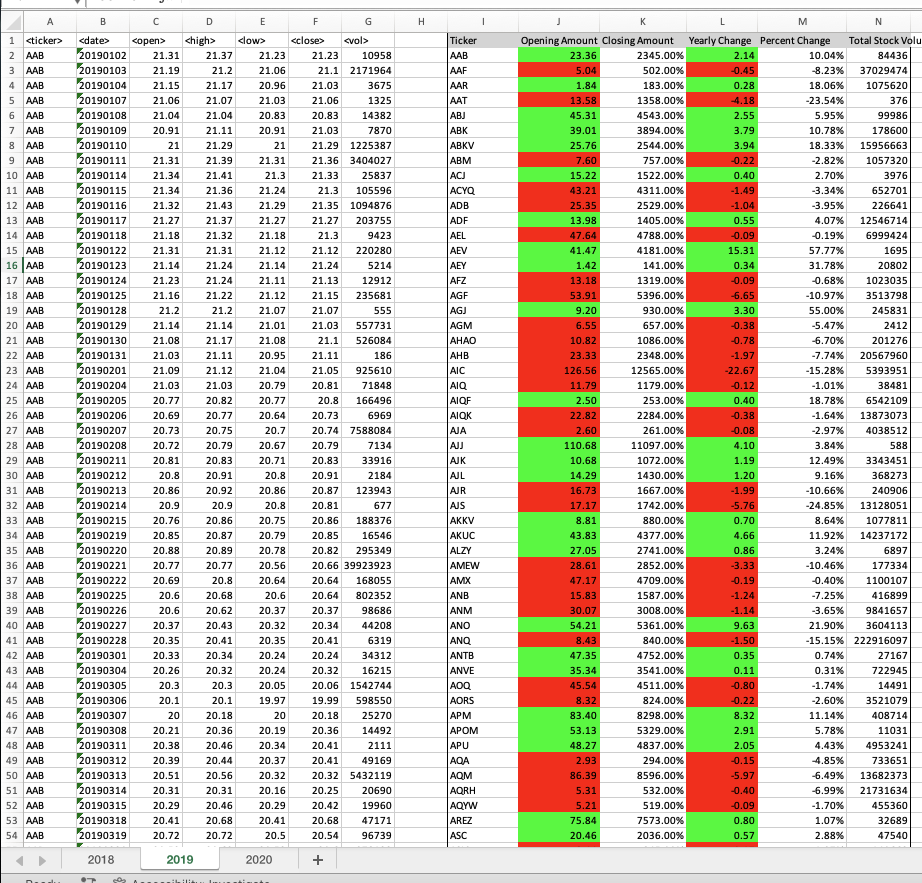 A B C D E F G H I J K L M N
1 <ticker> <date> <open> <high> <low> <close> <vol> Ticker Opening Amount Closing Amount Yearly Change Percent Change Total Stock Volu
2 AAB 20190102 21.31 21.37 21.23 21.23 10958 AAB 23.36 2345.00% 2.14 10.04% 84436
3 AAB 20190103 21.19 21.2 21.06 21.1 2171964 AAF 5.04 502.00% -0.45 -8.23% 37029474
4 AAB 20190104 21.15 21.17 20.96 21.03 3675 AAR 1.84 183.00% 0.28 18.06% 1075620
5 AAB 20190107 21.06 21.07 21.03 21.06 1325 AAT 13.58 1358.00% -4.18 -23.54% 376
6 AAB 20190108 21.04 21.04 20.83 20.83 14382 ABJ 45.31 4543.00% 2.55 5.95% 99986
7 AAB 20190109 20.91 21.11 20.91 21.03 7870 ABK 39.01 3894.00% 3.79 10.78% 178600
8 AAB 20190110 21 21.29 21 21.29 1225387 ABKV 25.76 2544.00% 3.94 18.33% 15956663
9 AAB 20190111 21.31 21.39 21.31 21.36 3404027 ABM 7.60 757.00% -0.22 -2.82% 1057320
10 AAB 20190114 21.34 21.41 21.3 21.33 25837 ACJ 15.22 1522.00% 0.40 2.70% 3976
11 AAB 20190115 21.34 21.36 21.24 21.3 105596 ACYQ 43.21 4311.00% -1.49 -3.34% 652701
12 AAB 20190116 21.32 21.43 21.29 21.35 1094876 ADB 25.35 2529.00% -1.04 -3.95% 226641
13 AAB 20190117 21.27 21.37 21.27 21.27 203755 ADF 13.98 1405.00% 0.55 4.07% 12546714
14 AAB 20190118 21.18 21.32 21.18 21.3 9423 AEL 47.64 4788.00% -0.09 -0.19% 6999424
15 AAB 20190122 21.31 21.31 21.12 21.12 220280 AEV 41.47 4181.00% 15.31 57.77% 1695
16 AAB 20190123 21.14 21.24 21.14 21.24 5214 AEY 1.42 141.00% 0.34 31.78% 20802
17 AAB 20190124 21.23 21.24 21.11 21.13 12912 AFZ 13.18 1319.00% -0.09 -0.68% 1023035
18 AAB 20190125 21.16 21.22 21.12 21.15 235681 AGF 53.91 5396.00% -6.65 -10.97% 3513798
19 AAB 20190128 21.2 21.2 21.07 21.07 555 AGJ 9.20 930.00% 3.30 55.00% 245831
20 AAB 20190129 21.14 21.14 21.01 21.03 557731 AGM 6.55 657.00% -0.38 -5.47% 2412
21 AAB 20190130 21.08 21.17 21.08 21.1 526084 AHAO 10.82 1086.00% -0.78 -6.70% 201276
22 AAB 20190131 21.03 21.11 20.95 21.11 186 AHB 23.33 2348.00% -1.97 -7.74% 20567960
23 AAB 20190201 21.09 21.12 21.04 21.05 925610 AIC 126.56 12565.00% -22.67 -15.28% 5393951
24 AAB 20190204 21.03 21.03 20.79 20.81 71848 AIQ 11.79 1179.00% -0.12 -1.01% 38481
25 AAB 20190205 20.77 20.82 20.77 20.8 166496 AIQF 2.50 253.00% 0.40 18.78% 6542109
26 AAB 20190206 20.69 20.77 20.64 20.73 6969 AIQK 22.82 2284.00% -0.38 -1.64% 13873073
27 AAB 20190207 20.73 20.75 20.7 20.74 7588084 AJA 2.60 261.00% -0.08 -2.97% 4038512
28 AAB 20190208 20.72 20.79 20.67 20.79 7134 AJJ 110.68 11097.00% 4.10 3.84% 588
29 AAB 20190211 20.81 20.83 20.71 20.83 33916 AJK 10.68 1072.00% 1.19 12.49% 3343451
30 AAB 20190212 20.8 20.91 20.8 20.91 2184 AJL 14.29 1430.00% 1.20 9.16% 368273
31 AAB 20190213 20.86 20.92 20.86 20.87 123943 AJR 16.73 1667.00% -1.99 -10.66% 240906
32 AAB 20190214 20.9 20.9 20.8 20.81 677 AJS 17.17 1742.00% -5.76 -24.85% 13128051
33 AAB 20190215 20.76 20.86 20.75 20.86 188376 AKKV 8.81 880.00% 0.70 8.64% 1077811
34 AAB 20190219 20.85 20.87 20.79 20.85 16546 AKUC 43.83 4377.00% 4.66 11.92% 14237172
35 AAB 20190220 20.88 20.89 20.78 20.82 295349 ALZY 27.05 2741.00% 0.86 3.24% 6897
36 AAB 20190221 20.77 20.77 20.56 20.66 39923923 AMEW 28.61 2852.00% -3.33 -10.46% 177334
37 AAB 20190222 20.69 20.8 20.64 20.64 168055 AMX 47.17 4709.00% -0.19 -0.40% 1100107
38 AAB 20190225 20.6 20.68 20.6 20.64 802352 ANB 15.83 1587.00% -1.24 -7.25% 416899
39 AAB 20190226 20.6 20.62 20.37 20.37 98686 ANM 30.07 3008.00% -1.14 -3.65% 9841657
40 AAB 20190227 20.37 20.43 20.32 20.34 44208 ANO 54.21 5361.00% 9.63 21.90% 3604113
41 AAB 20190228 20.35 20.41 20.35 20.41 6319 ANQ 8.43 840.00% -1.50 -15.15% 222916097
42 AAB 20190301 20.33 20.34 20.24 20.24 34312 ANTB 47.35 4752.00% 0.35 0.74% 27167
43 AAB 20190304 20.26 20.32 20.24 20.32 16215 ANVE 35.34 3541.00% 0.11 0.31% 722945
44 AAB 20190305 20.3 20.3 20.05 20.06 1542744 AOQ 45.54 4511.00% -0.80 -1.74% 14491
45 AAB 20190306 20.1 20.1 19.97 19.99 598550 AORS 8.32 824.00% -0.22 -2.60% 3521079
46 AAB 20190307 20 20.18 20 20.18 25270 APM 83.40 8298.00% 8.32 11.14% 408714
47 AAB 20190308 20.21 20.36 20.19 20.36 14492 APOM 53.13 5329.00% 2.91 5.78% 11031
48 AAB 20190311 20.38 20.46 20.34 20.41 2111 APU 48.27 4837.00% 2.05 4.43% 4953241
49 AAB 20190312 20.39 20.44 20.37 20.41 49169 AQA 2.93 294.00% -0.15 -4.85% 733651
50 AAB 20190313 20.51 20.56 20.32 20.32 5432119 AQM 86.39 8596.00% -5.97 -6.49% 13682373
51 AAB 20190314 20.31 20.31 20.16 20.25 20690 AQRH 5.31 532.00% -0.40 -6.99% 21731634
52 AAB 20190315 20.29 20.46 20.29 20.42 19960 AQYW 5.21 519.00% -0.09 -1.70% 455360
53 AAB 20190318 20.41 20.68 20.41 20.68 47171 AREZ 75.84 7573.00% 0.80 1.07% 32689
54 AAB 20190319 20.72 20.72 20.5 20.54 96739 ASC 20.46 2036.00% 0.57 2.88% 47540
2018 2019 2020 +
Ready Accessibility: Investigate